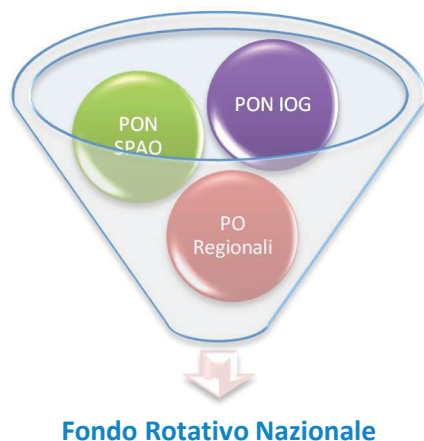 PON IOG
PON
SPAO
PO
Regionali
Fondo Rotativo Nazionale